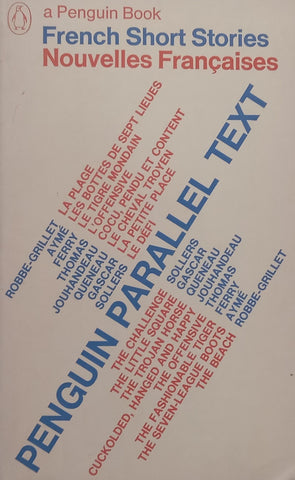 a Penguin Book
French Short Stories
Nouvelles Françaises
LA PLAGE
LES BOTTES DE SEPT LIEUES
LE TIGRE MONDAIN
L'OFFENSIVE
COCU, PENDU ET CONTENT
LE CHEVAL TROYEN
LA PETITE PLACE
LE DÉFI
ROBBE-GRILLET
AYMÉ
FERRY
THOMAS
JOUHANDEAU
QUENEAU
GASCAR
SOLLERS
PENGUIN PARALLEL TEXT
SOLLERS
GASCAR
QUENEAU
JOUHANDEAU
THOMAS
FERRY
AYMÉ
ROBBE-GRILLET
THE CHALLENGE
THE LITTLE SQUARE
THE TROJAN HORSE
CUCKOLDED, HANGED AND HAPPY
THE OFFENSIVE
THE FASHIONABLE TIGER
THE SEVEN-LEAGUE BOOTS
THE BEACH